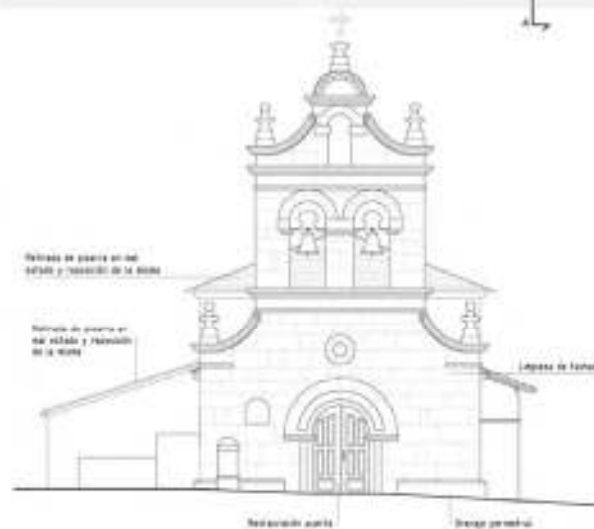 Retirada de pizarra en mal
estado y reposición de la misma
Retirada de pizarra en
mal estado y reposición
de la misma
Limpieza de fachada
Restauración puerta
Drenaje perimetral